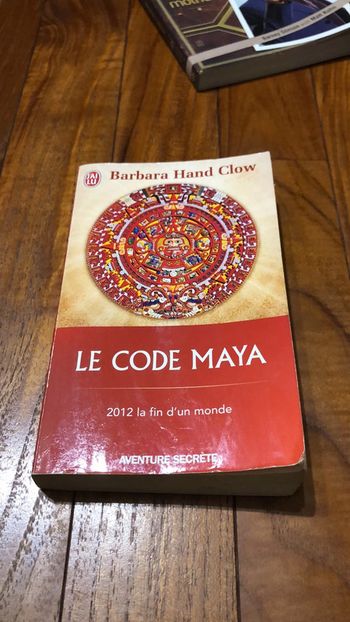 J'AI
LU
Barbara Hand Clow
LE CODE MAYA
2012 la fin d'un monde
AVENTURE SECRÈTE